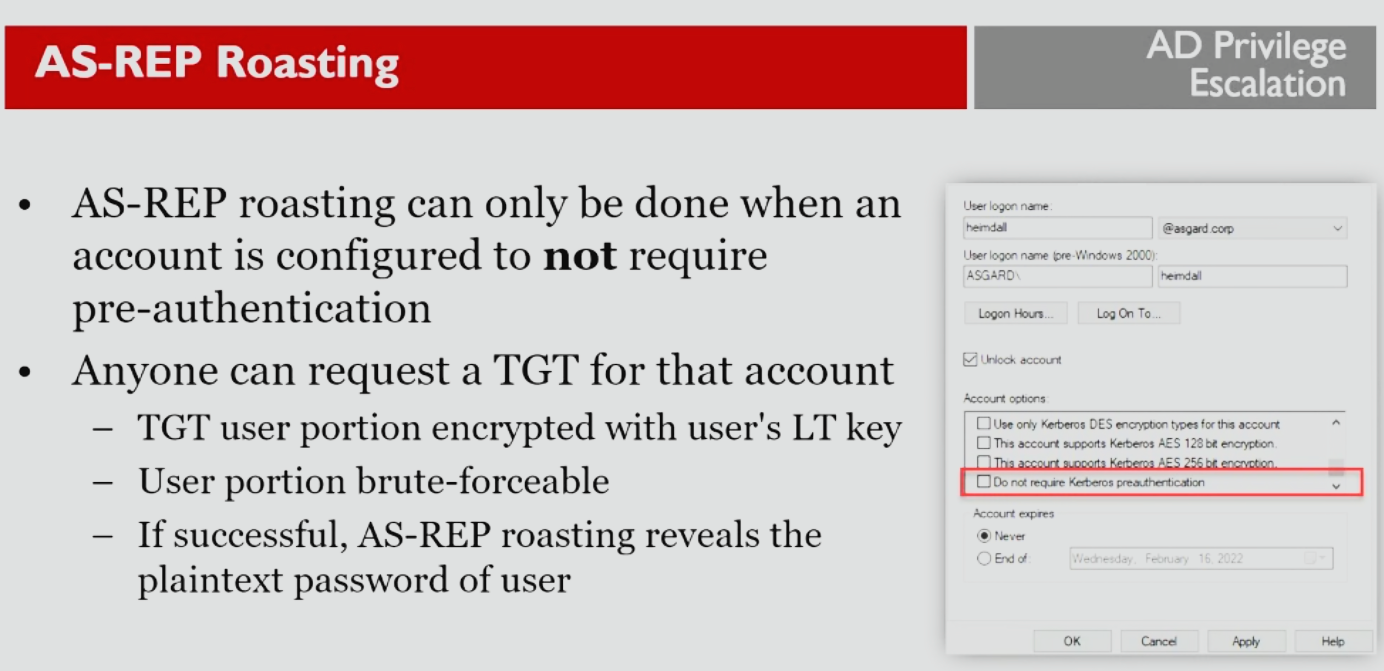 AS-REP Roasting
AD Privilege
Escalation
• AS-REP roasting can only be done when an
account is configured to not require
pre-authentication
• Anyone can request a TGT for that account
– TGT user portion encrypted with user's LT key
– User portion brute-forceable
– If successful, AS-REP roasting reveals the
plaintext password of user
User logon name:
heimdall @asgard.corp
User logon name (pre-Windows 2000):
ASGARD\ heimdall
Logon Hours... Log On To...
Unlock account
Account options:
Use only Kerberos DES encryption types for this account
This account supports Kerberos AES 128 bit encryption.
This account supports Kerberos AES 256 bit encryption.
Do not require Kerberos preauthentication
Account expires
Never
End of: Wednesday, February 16, 2022
OK Cancel Apply Help